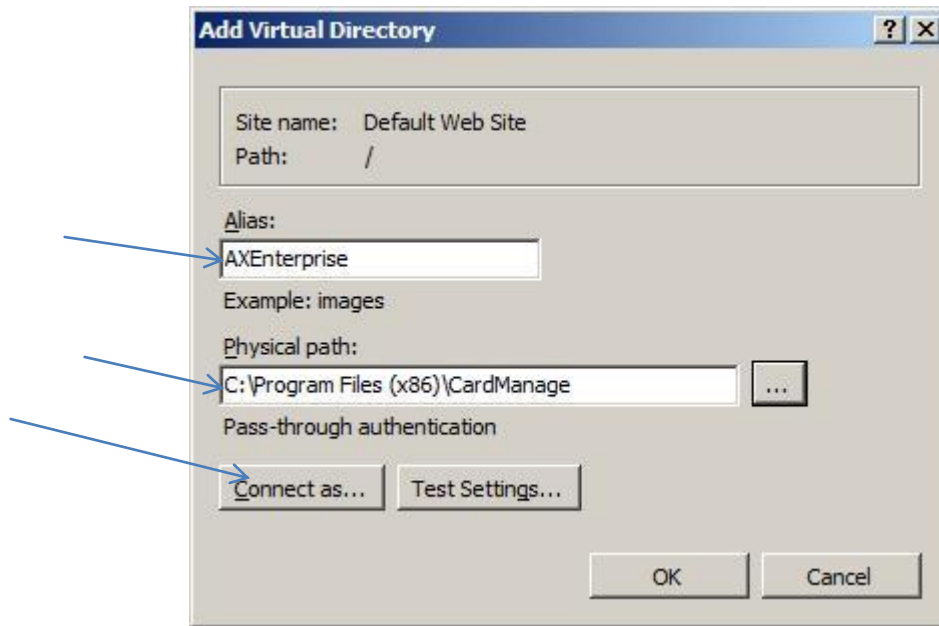 Add Virtual Directory
Site name: Default Web Site
Path: /
Alias:
AXEnterprise
Example: images
Physical path:
C:\Program Files (x86)\CardManage
...
Pass-through authentication
Connect as... Test Settings...
OK Cancel